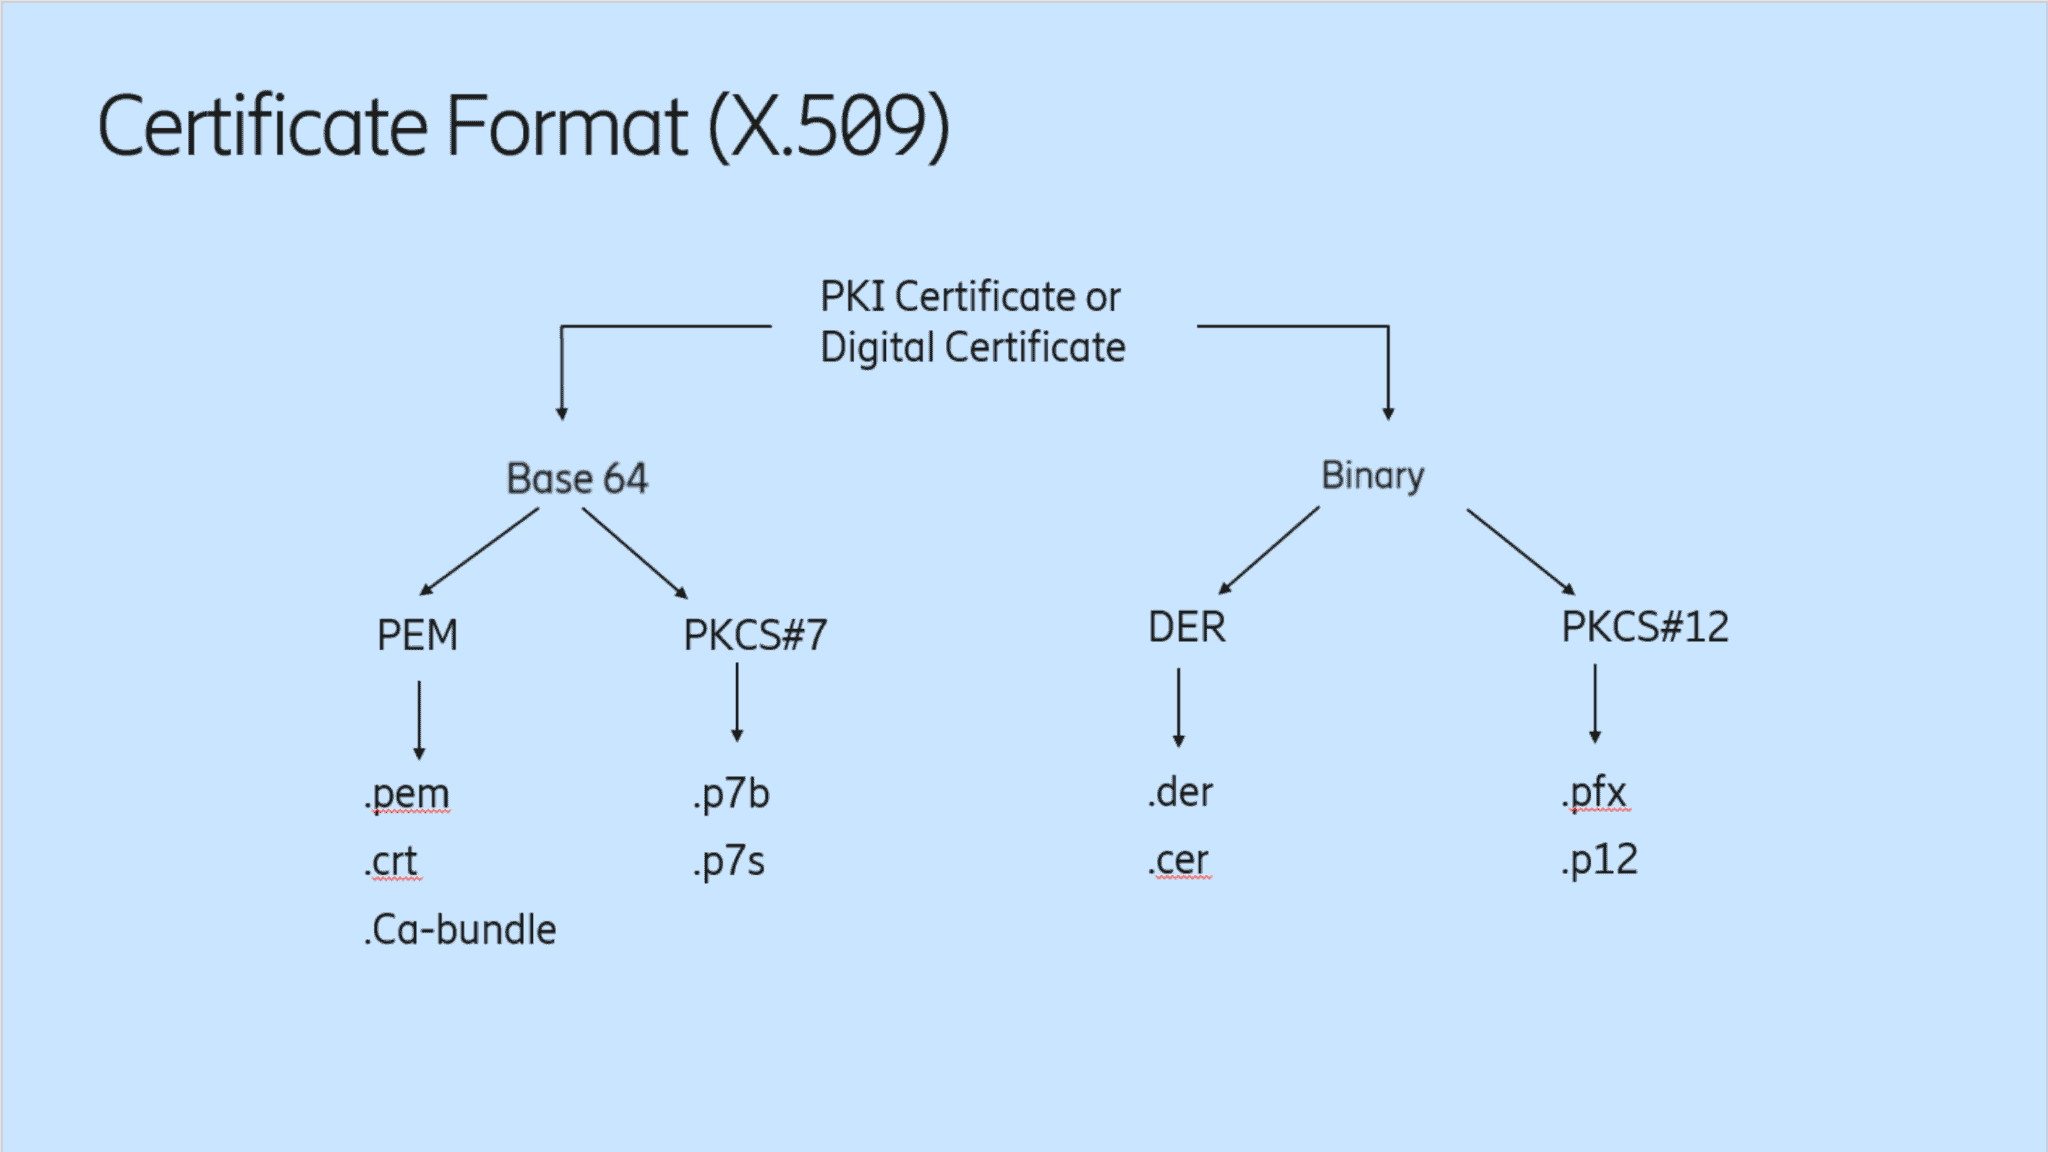 Certificate Format (X.509)
PKI Certificate or
Digital Certificate
Base 64
Binary
PEM
PKCS#7
DER
PKCS#12
.pem
.p7b
.der
.pfx
.crt
.p7s
.cer
.p12
.Ca-bundle